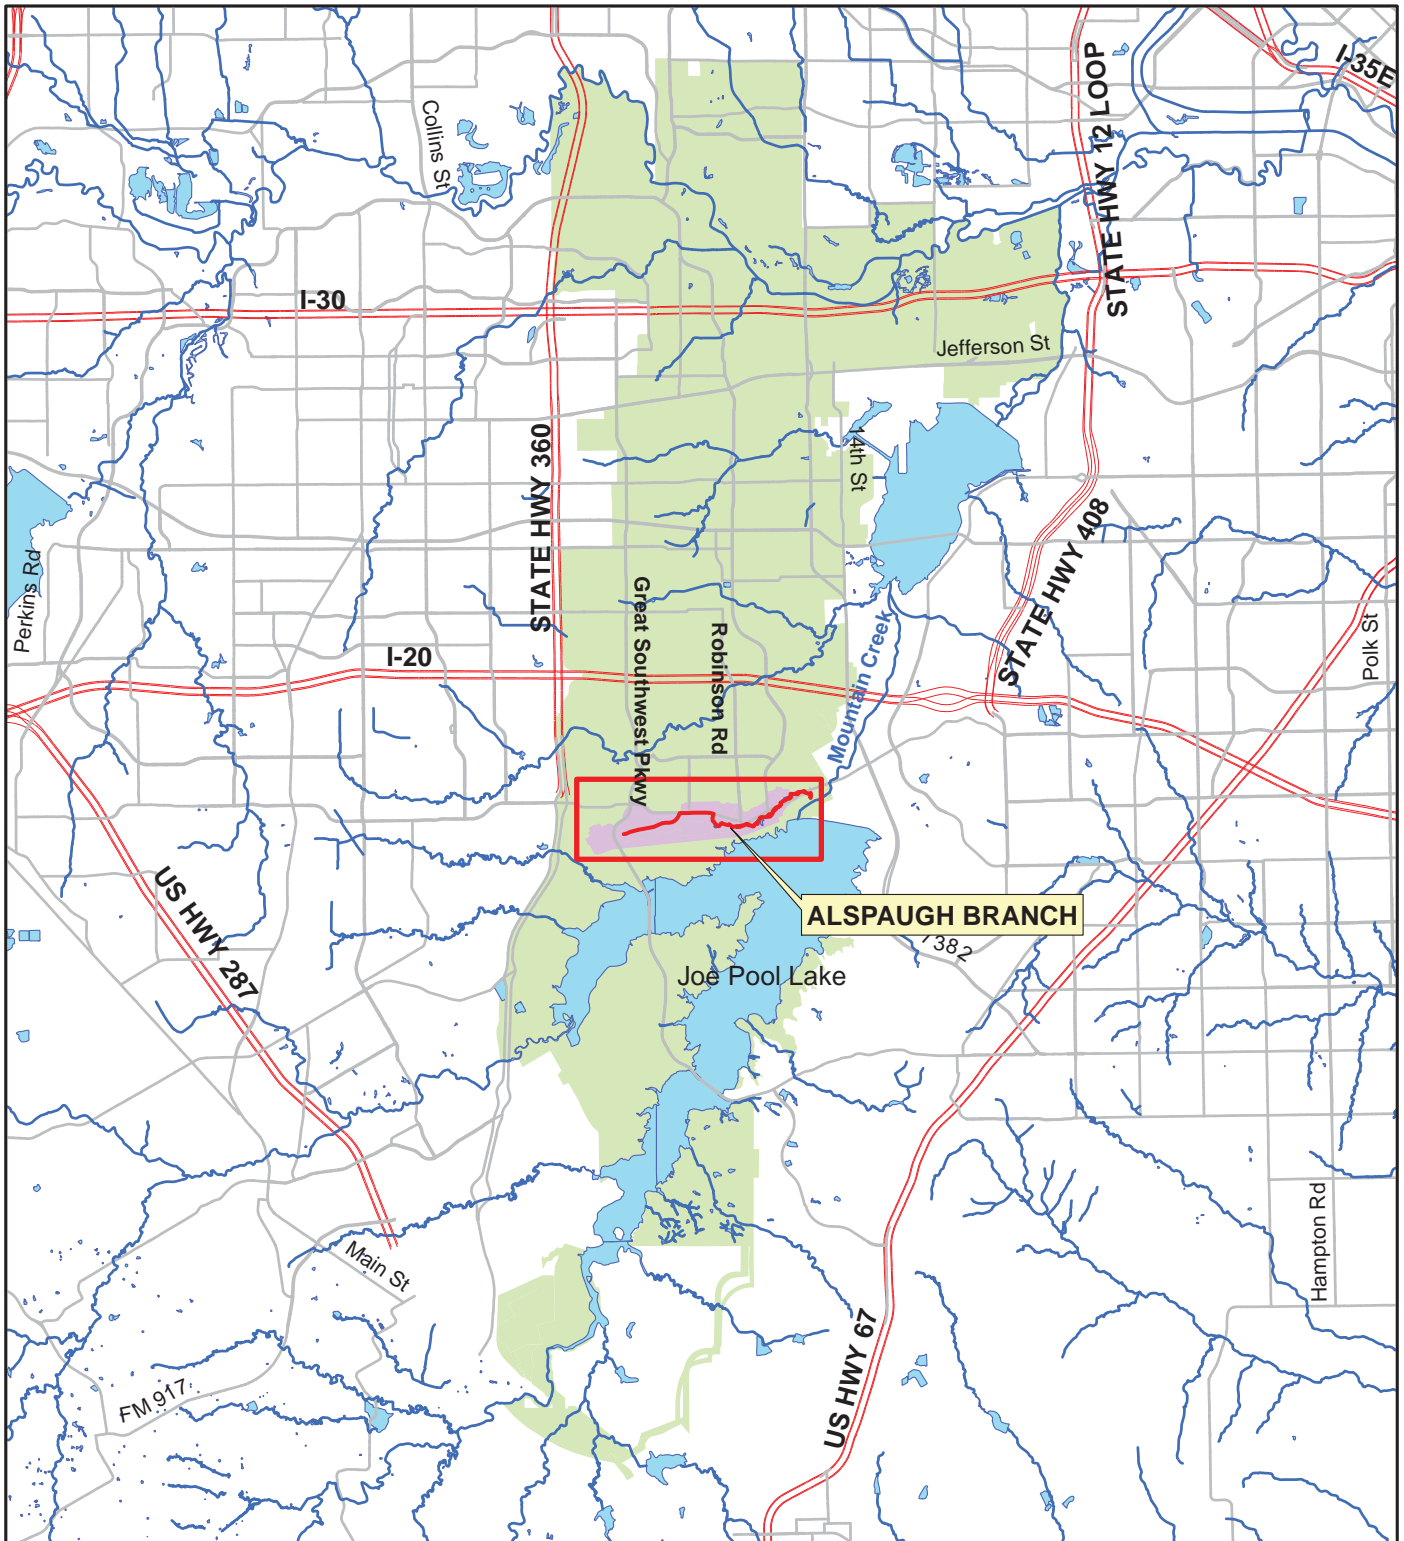 I-35E
STATE HWY 12 LOOP
Collins St
I-30
Jefferson St
STATE HWY 360
14th St
STATE HWY 408
Perkins Rd
Great Southwest Pkwy
Robinson Rd
Mountain Creek
Polk St
I-20
US HWY 287
ALSPAUGH BRANCH
1382
Joe Pool Lake
Hampton Rd
Main St
US HWY 67
FM 917